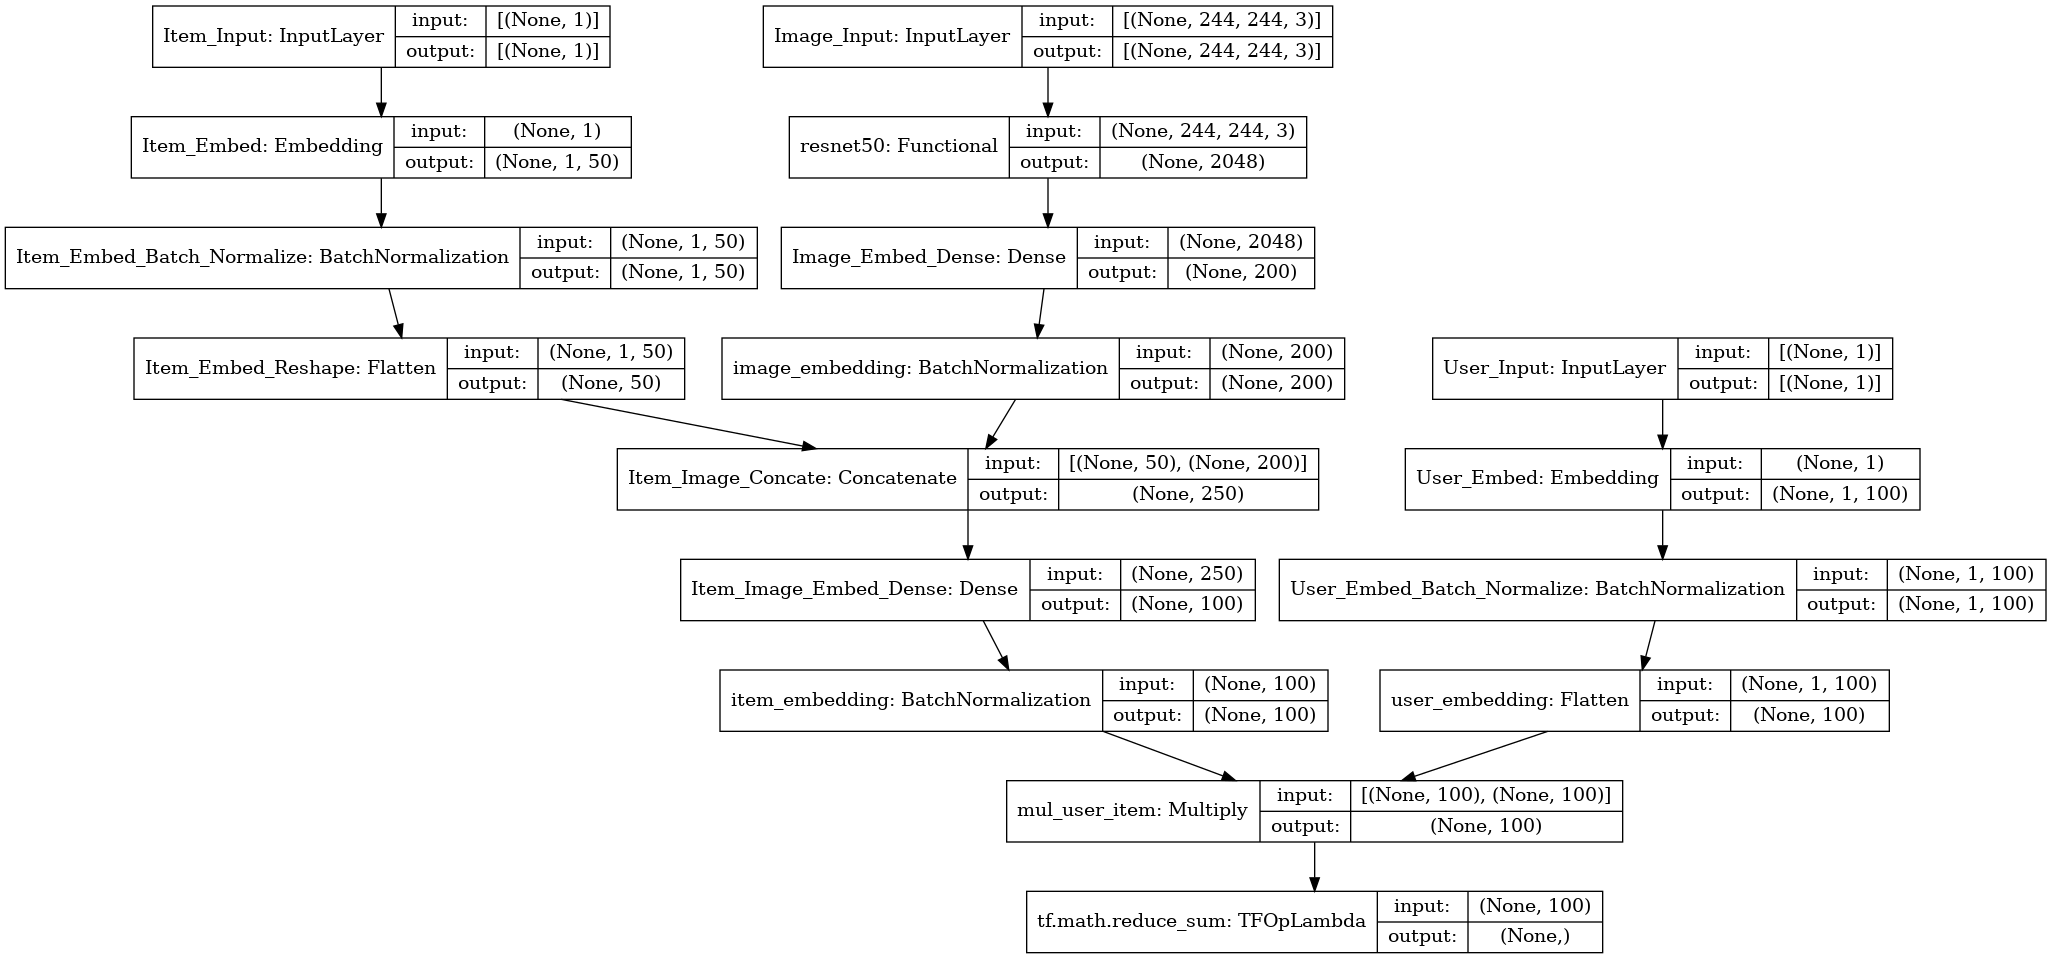 Item_Input: InputLayer
input:
[(None, 1)]
output:
[(None, 1)]
Image_Input: InputLayer
input:
[(None, 244, 244, 3)]
output:
[(None, 244, 244, 3)]
Item_Embed: Embedding
input:
(None, 1)
output:
(None, 1, 50)
resnet50: Functional
input:
(None, 244, 244, 3)
output:
(None, 2048)
Item_Embed_Batch_Normalize: BatchNormalization
input:
(None, 1, 50)
output:
(None, 1, 50)
Image_Embed_Dense: Dense
input:
(None, 2048)
output:
(None, 200)
Item_Embed_Reshape: Flatten
input:
(None, 1, 50)
output:
(None, 50)
image_embedding: BatchNormalization
input:
(None, 200)
output:
(None, 200)
User_Input: InputLayer
input:
[(None, 1)]
output:
[(None, 1)]
Item_Image_Concate: Concatenate
input:
[(None, 50), (None, 200)]
output:
(None, 250)
User_Embed: Embedding
input:
(None, 1)
output:
(None, 1, 100)
Item_Image_Embed_Dense: Dense
input:
(None, 250)
output:
(None, 100)
User_Embed_Batch_Normalize: BatchNormalization
input:
(None, 1, 100)
output:
(None, 1, 100)
item_embedding: BatchNormalization
input:
(None, 100)
output:
(None, 100)
user_embedding: Flatten
input:
(None, 1, 100)
output:
(None, 100)
mul_user_item: Multiply
input:
[(None, 100), (None, 100)]
output:
(None, 100)
tf.math.reduce_sum: TFOpLambda
input:
(None, 100)
output:
(None,)